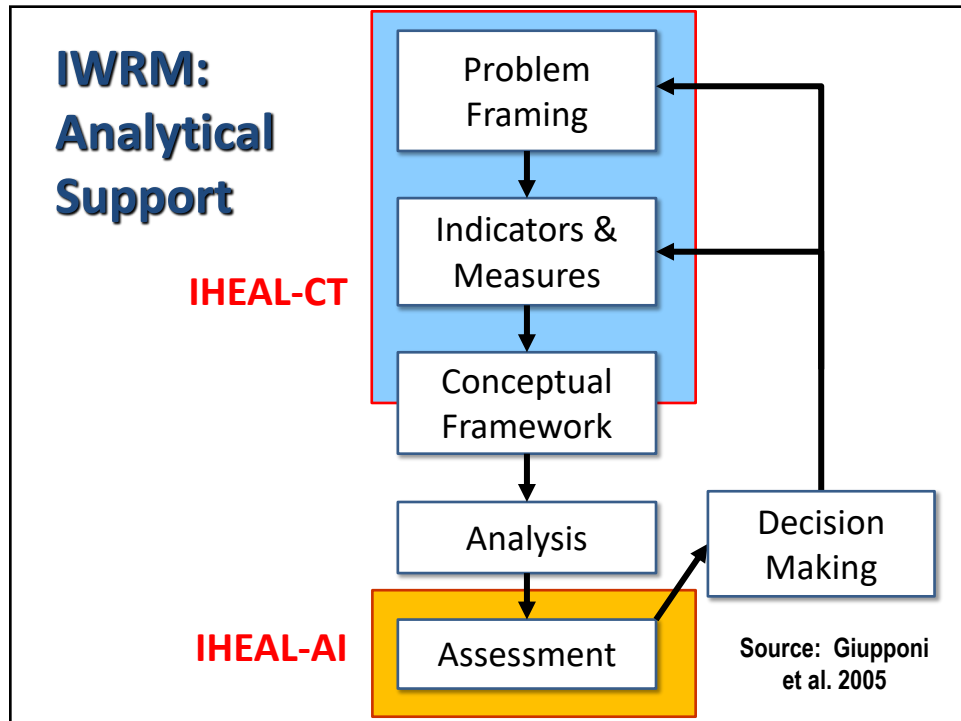 IWRM:
Analytical
Support
Problem
Framing
Indicators &
Measures
IHEAL-CT
Conceptual
Framework
Analysis
Decision
Making
IHEAL-AI
Assessment
Source: Giupponi
et al. 2005